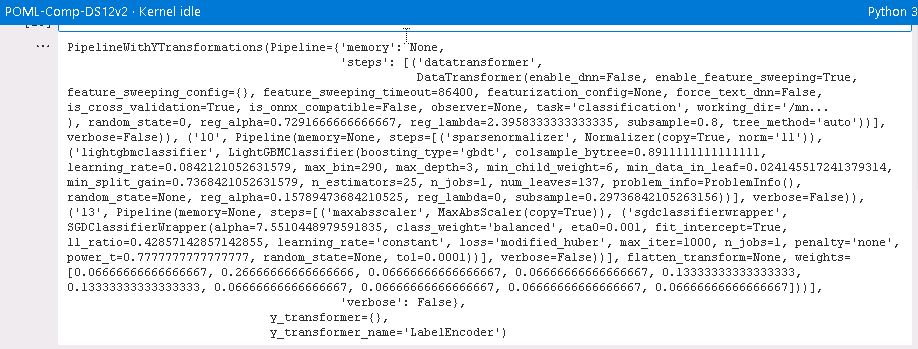 POML-Comp-DS12v2 · Kernel idle
Python 3
...
PipelineWithYTransformations(Pipeline={'memory': None,
'steps': [('datatransformer',
DataTransformer(enable_dnn=False, enable_feature_sweeping=True,
feature_sweeping_config={}, feature_sweeping_timeout=86400, featurization_config=None, force_text_dnn=False,
is_cross_validation=True, is_onnx_compatible=False, observer=None, task='classification', working_dir='/mn...
), random_state=0, reg_alpha=0.7291666666666667, reg_lambda=2.3958333333333335, subsample=0.8, tree_method='auto'))],
verbose=False)), ('10', Pipeline(memory=None, steps=[('sparsenormalizer', Normalizer(copy=True, norm='l1')),
('lightgbmclassifier', LightGBMClassifier(boosting_type='gbdt', colsample_bytree=0.8911111111111111,
learning_rate=0.0842121052631579, max_bin=290, max_depth=3, min_child_weight=6, min_data_in_leaf=0.024145517241379314,
min_split_gain=0.7368421052631579, n_estimators=25, n_jobs=1, num_leaves=137, problem_info=ProblemInfo(),
random_state=None, reg_alpha=0.15789473684210525, reg_lambda=0, subsample=0.29736842105263156))], verbose=False)),
('13', Pipeline(memory=None, steps=[('maxabsscaler', MaxAbsScaler(copy=True)), ('sgdclassifierwrapper',
SGDClassifierWrapper(alpha=7.5510448979591835, class_weight='balanced', eta0=0.001, fit_intercept=True,
l1_ratio=0.42857142857142855, learning_rate='constant', loss='modified_huber', max_iter=1000, n_jobs=1, penalty='none',
power_t=0.7777777777777777, random_state=None, tol=0.0001))], verbose=False))], flatten_transform=None, weights=
[0.06666666666666667, 0.26666666666666666, 0.06666666666666667, 0.06666666666666667, 0.13333333333333333,
0.13333333333333333, 0.06666666666666667, 0.06666666666666667, 0.06666666666666667, 0.06666666666666667]))],
'verbose': False},
y_transformer={},
y_transformer_name='LabelEncoder')